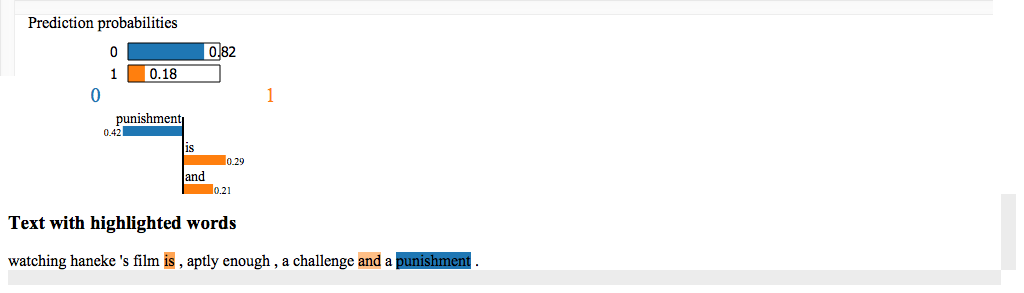 Prediction probabilities
0 0.82
1 0.18
0 1
punishment
0.42
is
0.29
and
0.21
Text with highlighted words
watching haneke 's film is , aptly enough , a challenge and a punishment .